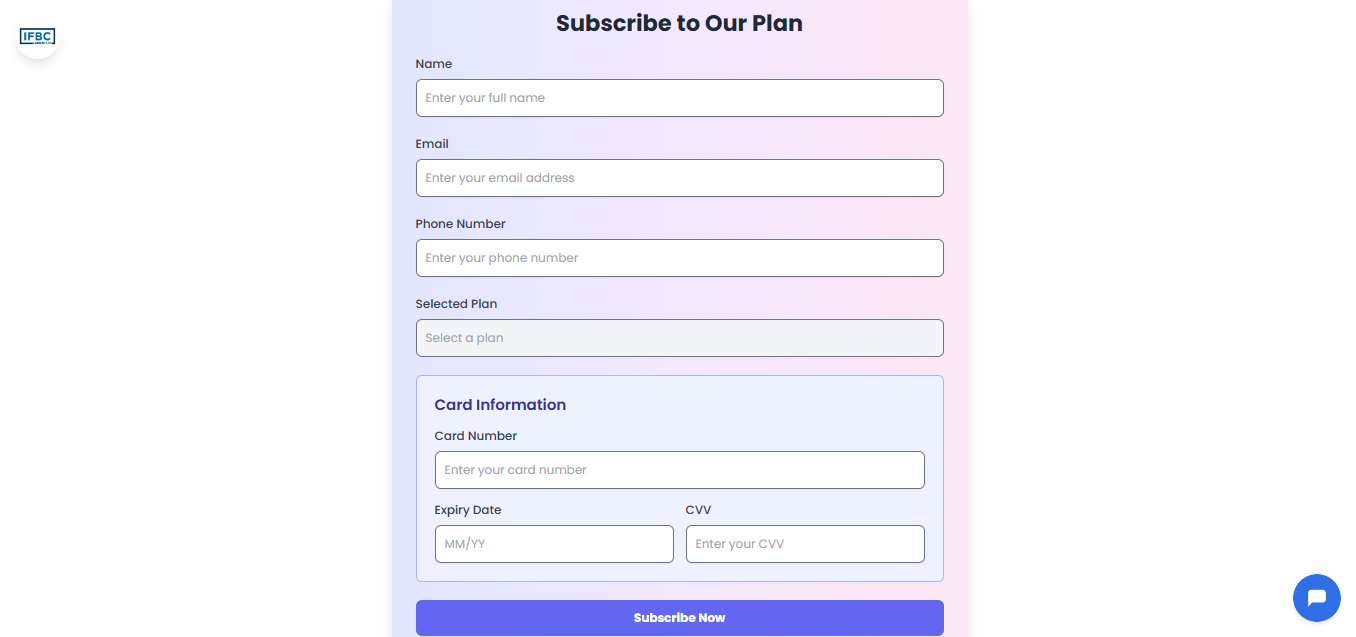 Subscribe to Our Plan
IFBC
Name
Enter your full name
Email
Enter your email address
Phone Number
Enter your phone number
Selected Plan
Select a plan
Card Information
Card Number
Enter your card number
Expiry Date
CVV
MM/YY
Enter your CVV
Subscribe Now